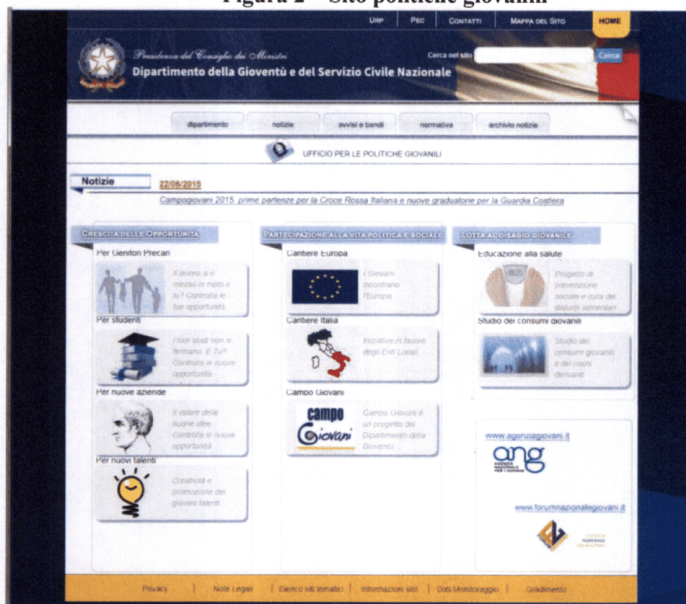 Figura 2 – Sito politiche giovanili
URP PEC CONTATTI MAPPA DEL SITO HOME
Presidenza del Consiglio dei Ministri
Cerca nel sito Cerca
Dipartimento della Gioventù e del Servizio Civile Nazionale
dipartimento notizie avvisi e bandi normativa archivio notizie
UFFICIO PER LE POLITICHE GIOVANILI
Notizie
22/06/2015
Campogiovani 2015 prime partenze per la Croce Rossa Italiana e nuove graduatorie per la Guardia Costiera
CRESCITA DELLE OPPORTUNITÀ
Per Genitori Precari
Il lavoro si è
messo in moto e
tu? Controlla le
tue opportunità
Per studenti
I tuoi studi non si
fermano. E Tu?
Controlla le nuove
opportunità
Per nuove aziende
Il valore delle
buone idee.
Controlla le nuove
opportunità
Per nuovi talenti
Creatività e
promozione dei
giovani talenti
PARTECIPAZIONE ALLA VITA POLITICA E SOCIALE
Cantiere Europa
I Giovani
incontrano
l'Europa
Cantiere Italia
Iniziative in favore
degli Enti Locali
Campo Giovani
campo
Giovani
Campo Giovani è
un progetto del
Dipartimento della
Gioventù
LOTTA AL DISAGIO GIOVANILE
Educazione alla salute
Progetto di
prevenzione
sociale e cura dei
disturbi alimentari
Studio dei consumi giovanili
Studio dei
consumi giovanili
e dei rischi
derivanti
www.agenziagiovani.it
ang
AGENZIA
NAZIONALE
PER I GIOVANI
www.forumnazionalegiovani.it
Privacy | Note Legali | Elenco siti tematici | Informazioni sito | Dati Monitoraggio | Gradimento